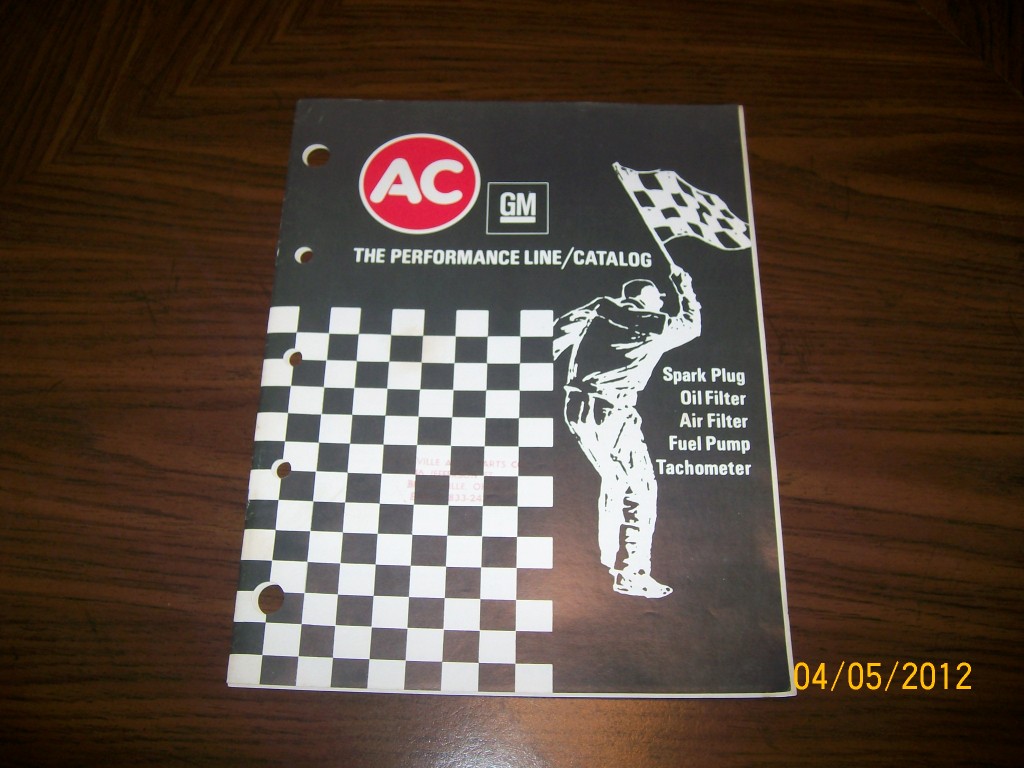 AC
GM
THE PERFORMANCE LINE/CATALOG
Spark Plug
Oil Filter
Air Filter
Fuel Pump
Tachometer
04/05/2012